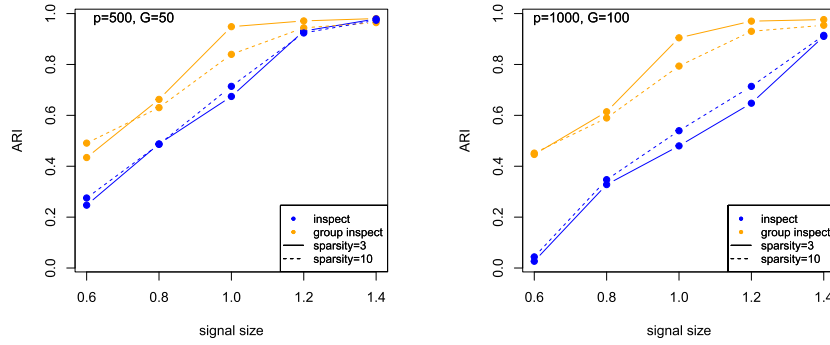 p=500, G=50
ARI
1.0
0.8
0.6
0.4
0.2
0.0
inspect
group inspect
sparsity=3
sparsity=10
0.6 0.8 1.0 1.2 1.4
signal size
p=1000, G=100
ARI
1.0
0.8
0.6
0.4
0.2
0.0
inspect
group inspect
sparsity=3
sparsity=10
0.6 0.8 1.0 1.2 1.4
signal size